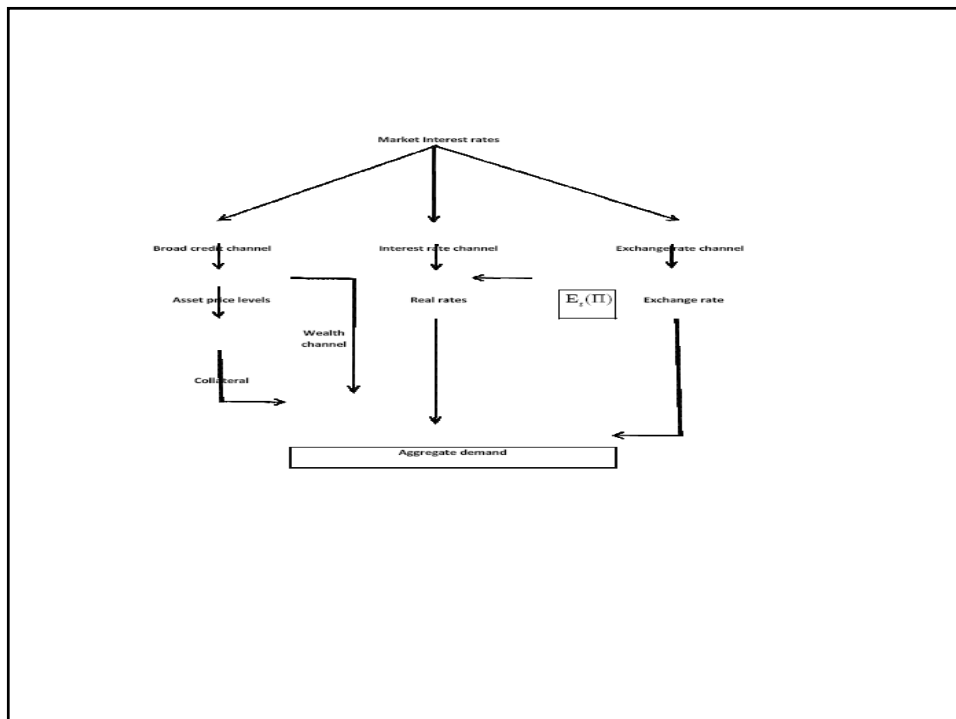 Market Interest rates
Broad credit channel
Interest rate channel
Exchange rate channel
Asset price levels
Real rates
E_t(Π)
Exchange rate
Wealth
channel
Collateral
Aggregate demand